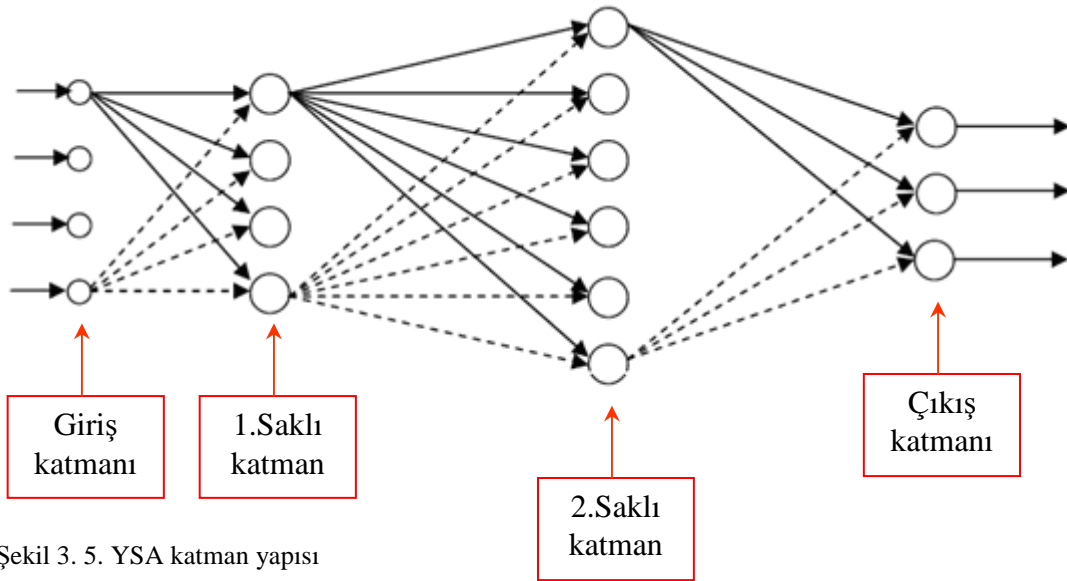 Giriş
katmanı
1.Saklı
katman
2.Saklı
katman
Çıkış
katmanı
Şekil 3. 5. YSA katman yapısı